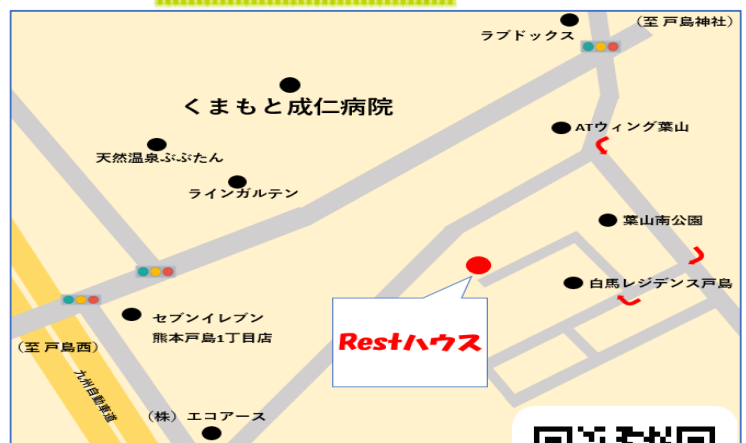 (至 戸島神社)
ラブドックス
くまもと成仁病院
ATウィング葉山
天然温泉ぶぶたん
ラインガルテン
葉山南公園
白馬レジデンス戸島
セブンイレブン
熊本戸島1丁目店
Restハウス
(至 戸島西)
九州自動車道
(株) エコアース